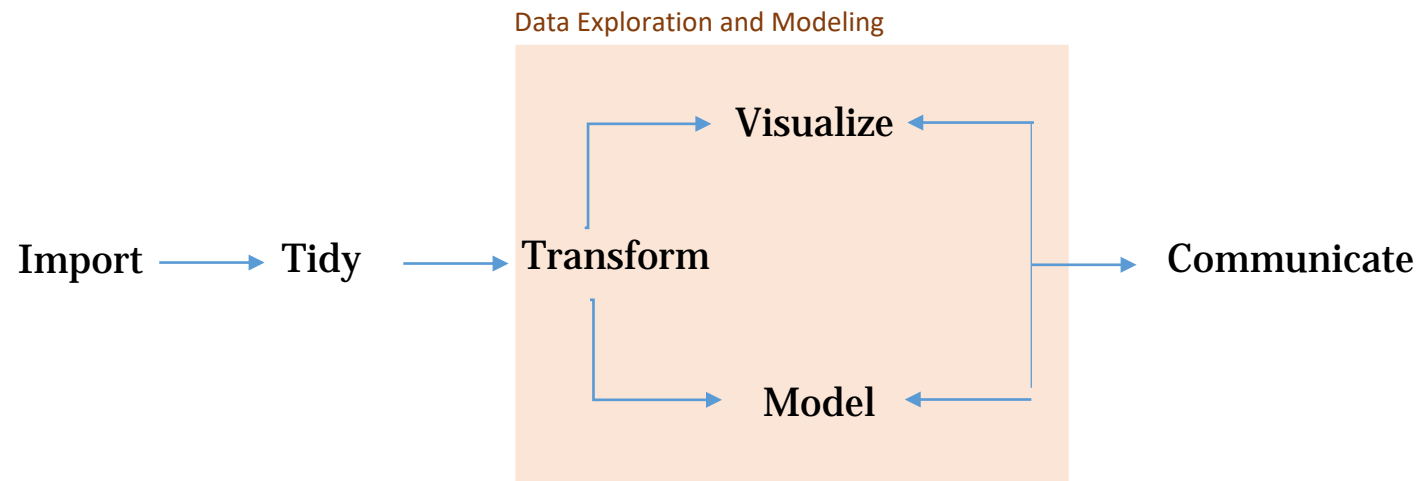 Data Exploration and Modeling
Visualize
Import
Tidy
Transform
Communicate
Model